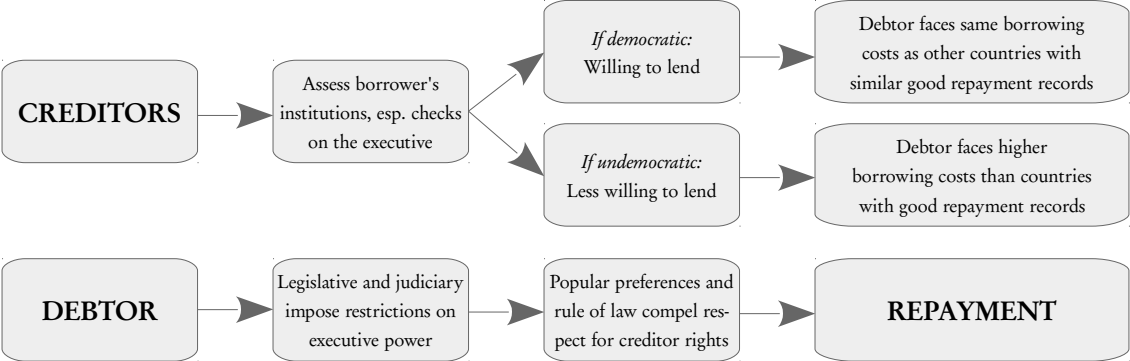 CREDITORS
Assess borrower's
institutions, esp. checks
on the executive
If democratic:
Willing to lend
Debtor faces same borrowing
costs as other countries with
similar good repayment records
If undemocratic:
Less willing to lend
Debtor faces higher
borrowing costs than countries
with good repayment records
DEBTOR
Legislative and judiciary
impose restrictions on
executive power
Popular preferences and
rule of law compel res-
pect for creditor rights
REPAYMENT